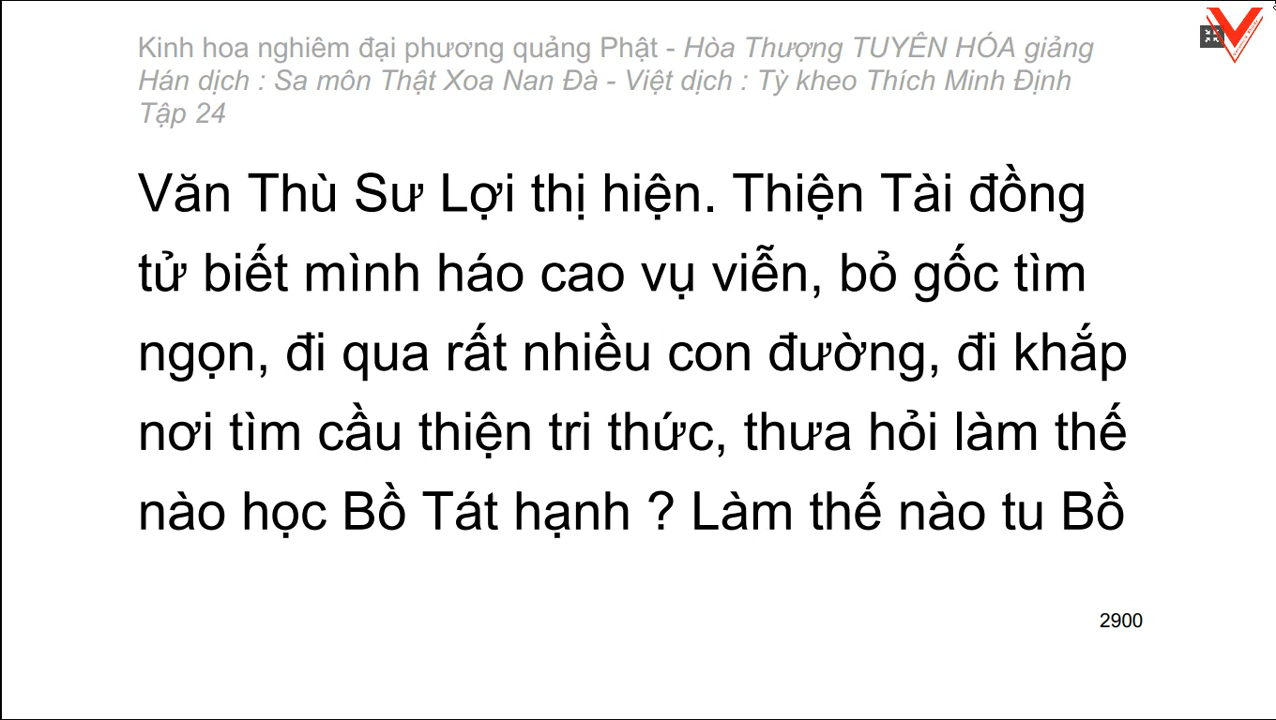 Kinh hoa nghiêm đại phương quảng Phật - Hòa Thượng TUYÊN HÓA giảng
Hán dịch : Sa môn Thật Xoa Nan Đà - Việt dịch : Tỳ kheo Thích Minh Định
Tập 24
Văn Thù Sư Lợi thị hiện. Thiện Tài đồng
tử biết mình háo cao vụ viễn, bỏ gốc tìm
ngọn, đi qua rất nhiều con đường, đi khắp
nơi tìm cầu thiện tri thức, thưa hỏi làm thế
nào học Bồ Tát hạnh ? Làm thế nào tu Bồ
2900